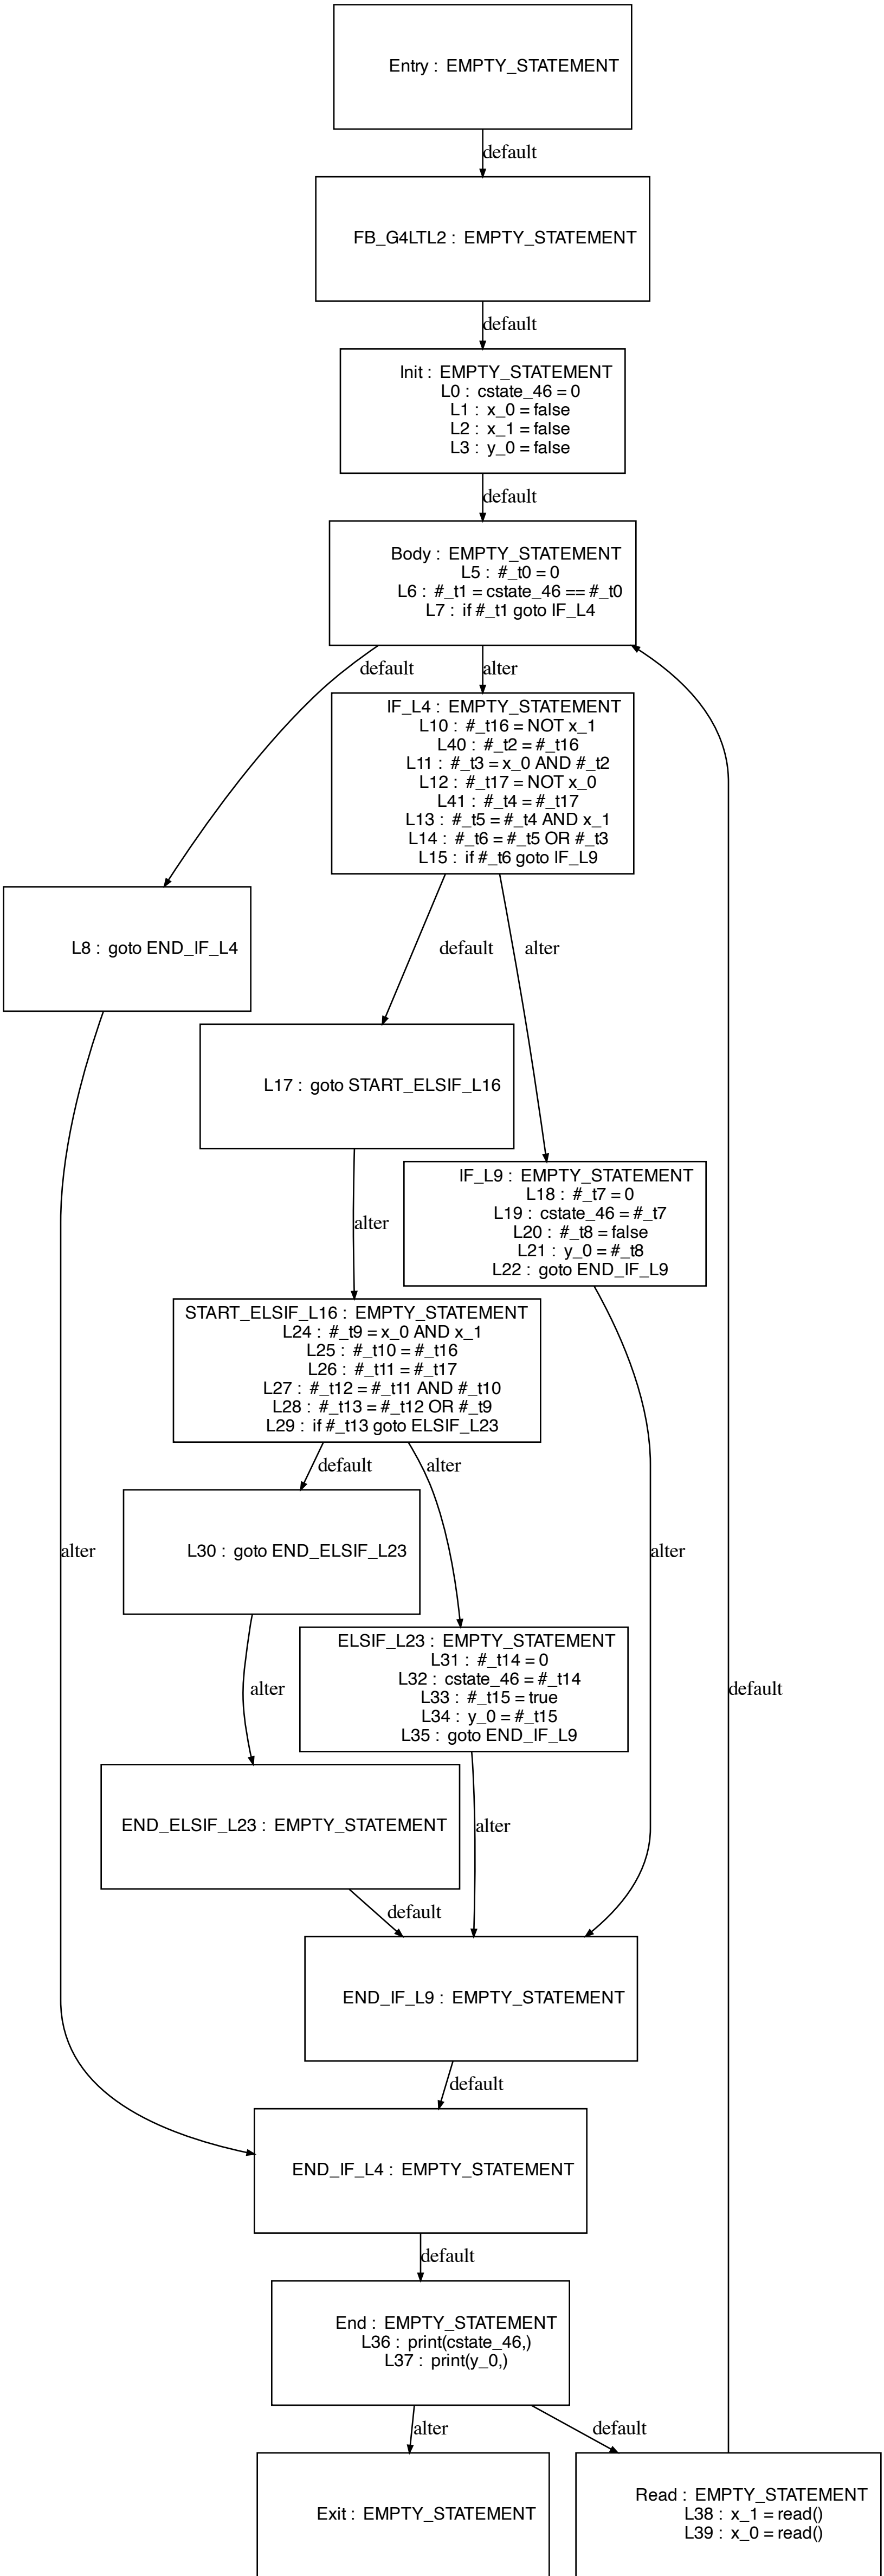 Entry : EMPTY_STATEMENT
default
FB_G4LTL2 : EMPTY_STATEMENT
default
Init : EMPTY_STATEMENT
L0 : cstate_46 = 0
L1 : x_0 = false
L2 : x_1 = false
L3 : y_0 = false
default
Body : EMPTY_STATEMENT
L5 : #_t0 = 0
L6 : #_t1 = cstate_46 == #_t0
L7 : if #_t1 goto IF_L4
default
alter
IF_L4 : EMPTY_STATEMENT
L10 : #_t16 = NOT x_1
L40 : #_t2 = #_t16
L11 : #_t3 = x_0 AND #_t2
L12 : #_t17 = NOT x_0
L41 : #_t4 = #_t17
L13 : #_t5 = #_t4 AND x_1
L14 : #_t6 = #_t5 OR #_t3
L15 : if #_t6 goto IF_L9
L8 : goto END_IF_L4
default
alter
L17 : goto START_ELSIF_L16
IF_L9 : EMPTY_STATEMENT
L18 : #_t7 = 0
L19 : cstate_46 = #_t7
L20 : #_t8 = false
L21 : y_0 = #_t8
L22 : goto END_IF_L9
alter
START_ELSIF_L16 : EMPTY_STATEMENT
L24 : #_t9 = x_0 AND x_1
L25 : #_t10 = #_t16
L26 : #_t11 = #_t17
L27 : #_t12 = #_t11 AND #_t10
L28 : #_t13 = #_t12 OR #_t9
L29 : if #_t13 goto ELSIF_L23
default
alter
alter
L30 : goto END_ELSIF_L23
alter
ELSIF_L23 : EMPTY_STATEMENT
L31 : #_t14 = 0
L32 : cstate_46 = #_t14
L33 : #_t15 = true
L34 : y_0 = #_t15
L35 : goto END_IF_L9
alter
default
END_ELSIF_L23 : EMPTY_STATEMENT
alter
default
END_IF_L9 : EMPTY_STATEMENT
default
END_IF_L4 : EMPTY_STATEMENT
default
End : EMPTY_STATEMENT
L36 : print(cstate_46,)
L37 : print(y_0,)
alter
default
Exit : EMPTY_STATEMENT
Read : EMPTY_STATEMENT
L38 : x_1 = read()
L39 : x_0 = read()